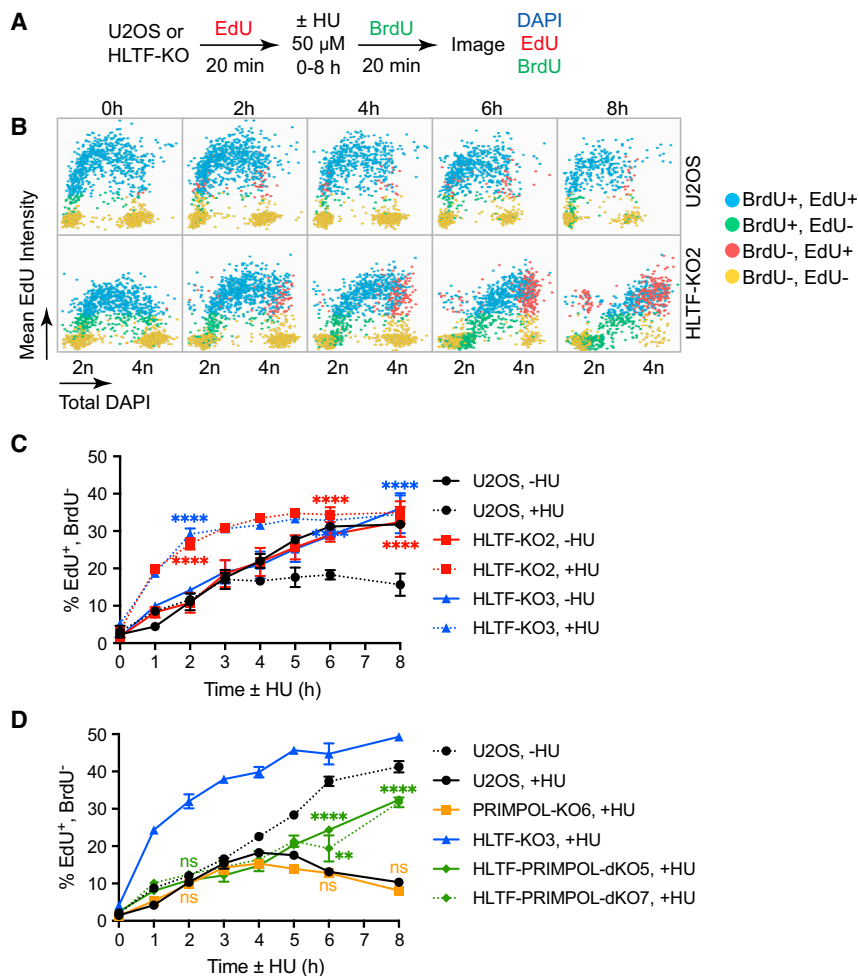 A
U2OS or
HLTF-KO
EdU
20 min
± HU
50 µM
0-8 h
BrdU
20 min
Image
DAPI
EdU
BrdU
B
0h 2h 4h 6h 8h
Mean EdU Intensity
U2OS
HLTF-KO2
2n 4n 2n 4n 2n 4n 2n 4n 2n 4n
Total DAPI
BrdU+, EdU+
BrdU+, EdU-
BrdU-, EdU+
BrdU-, EdU-
C
% EdU⁺, BrdU⁻
50
40
30
20
10
0
0 1 2 3 4 5 6 7 8
Time ± HU (h)
****
****
****
****
****
****
U2OS, -HU
U2OS, +HU
HLTF-KO2, -HU
HLTF-KO2, +HU
HLTF-KO3, -HU
HLTF-KO3, +HU
D
% EdU⁺, BrdU⁻
50
40
30
20
10
0
0 1 2 3 4 5 6 7 8
Time ± HU (h)
ns
ns
****
**
ns
****
ns
U2OS, -HU
U2OS, +HU
PRIMPOL-KO6, +HU
HLTF-KO3, +HU
HLTF-PRIMPOL-dKO5, +HU
HLTF-PRIMPOL-dKO7, +HU